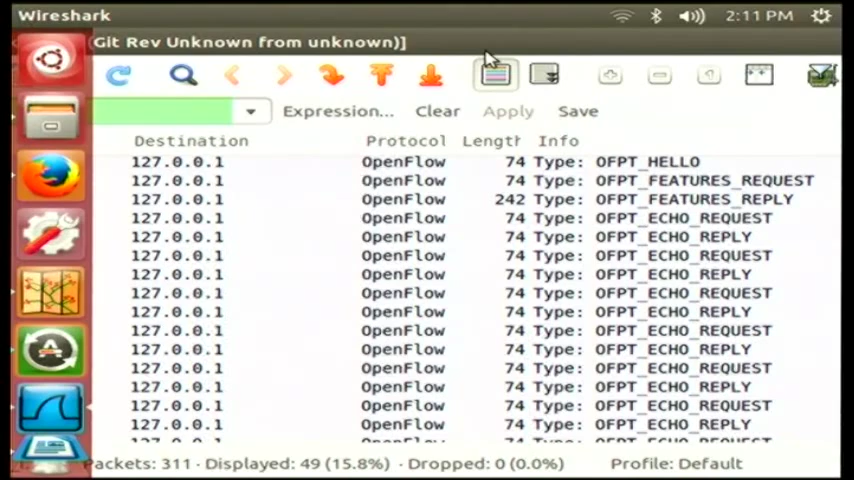 Wireshark 2:11 PM
(Git Rev Unknown from unknown)]
Expression... Clear Apply Save
Destination Protocol Length Info
127.0.0.1 OpenFlow 74 Type: OFPT_HELLO
127.0.0.1 OpenFlow 74 Type: OFPT_FEATURES_REQUEST
127.0.0.1 OpenFlow 242 Type: OFPT_FEATURES_REPLY
127.0.0.1 OpenFlow 74 Type: OFPT_ECHO_REQUEST
127.0.0.1 OpenFlow 74 Type: OFPT_ECHO_REPLY
127.0.0.1 OpenFlow 74 Type: OFPT_ECHO_REQUEST
127.0.0.1 OpenFlow 74 Type: OFPT_ECHO_REPLY
127.0.0.1 OpenFlow 74 Type: OFPT_ECHO_REQUEST
127.0.0.1 OpenFlow 74 Type: OFPT_ECHO_REPLY
127.0.0.1 OpenFlow 74 Type: OFPT_ECHO_REQUEST
127.0.0.1 OpenFlow 74 Type: OFPT_ECHO_REPLY
127.0.0.1 OpenFlow 74 Type: OFPT_ECHO_REQUEST
127.0.0.1 OpenFlow 74 Type: OFPT_ECHO_REPLY
127.0.0.1 OpenFlow 74 Type: OFPT_ECHO_REQUEST
127.0.0.1 OpenFlow 74 Type: OFPT_ECHO_REPLY
Packets: 311 · Displayed: 49 (15.8%) · Dropped: 0 (0.0%) Profile: Default